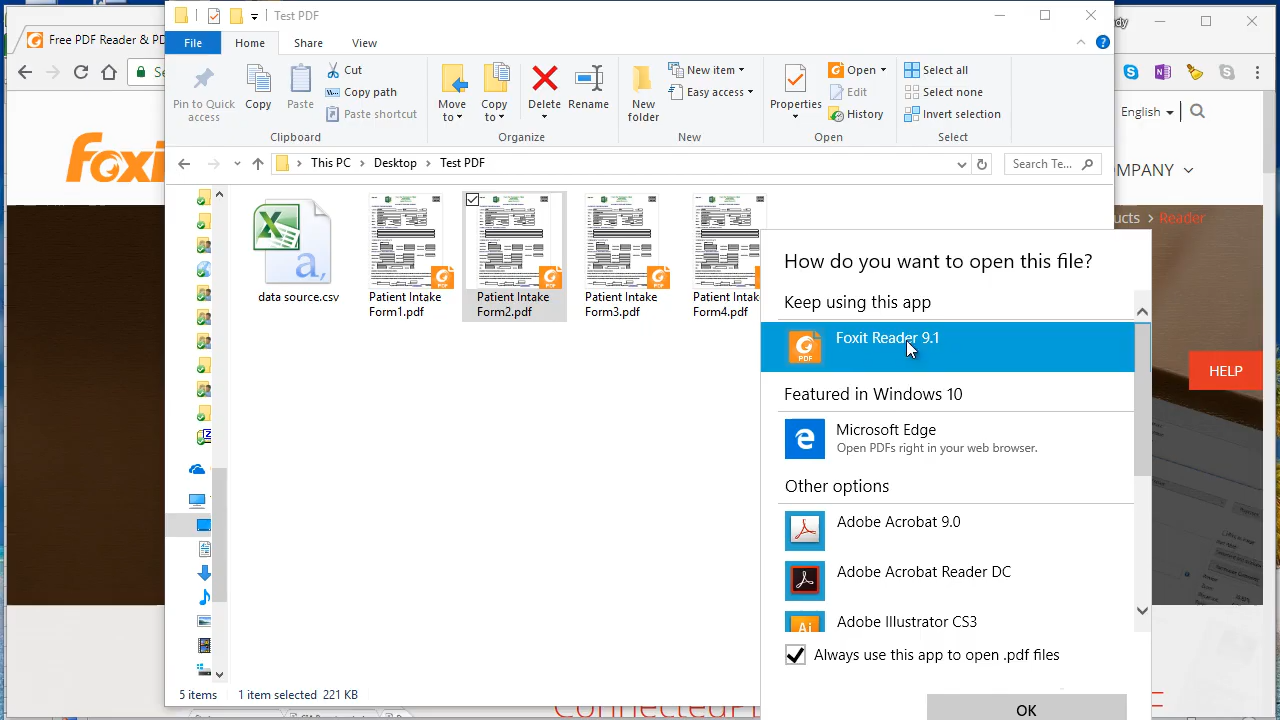 Test PDF
File
Home
Share
View
Free PDF Reader & PD
Pin to Quick access
Copy
Paste
Cut
Copy path
Paste shortcut
Clipboard
Move to
Copy to
Delete
Rename
Organize
New folder
New item
Easy access
New
Properties
Open
Edit
History
Open
Select all
Select none
Invert selection
Select
This PC
Desktop
Test PDF
Search Te...
English
Foxi
OMPANY
ucts
Reader
data source.csv
Patient Intake
Form1.pdf
Patient Intake
Form2.pdf
Patient Intake
Form3.pdf
Patient Intak
Form4.pdf
How do you want to open this file?
Keep using this app
Foxit Reader 9.1
Featured in Windows 10
Microsoft Edge
Open PDFs right in your web browser.
Other options
Adobe Acrobat 9.0
Adobe Acrobat Reader DC
Adobe Illustrator CS3
Always use this app to open .pdf files
OK
HELP
5 items
1 item selected 221 KB